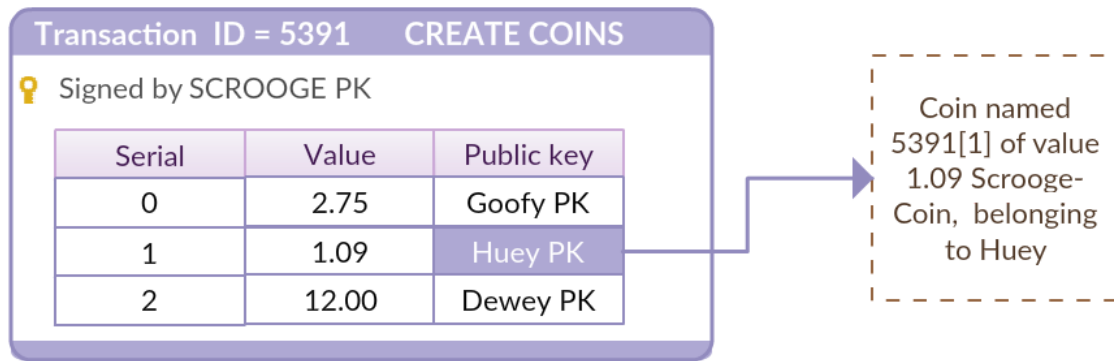 Transaction ID = 5391 CREATE COINS
Signed by SCROOGE PK
Serial Value Public key
0 2.75 Goofy PK
1 1.09 Huey PK
2 12.00 Dewey PK
Coin named
5391[1] of value
1.09 Scrooge-
Coin, belonging
to Huey